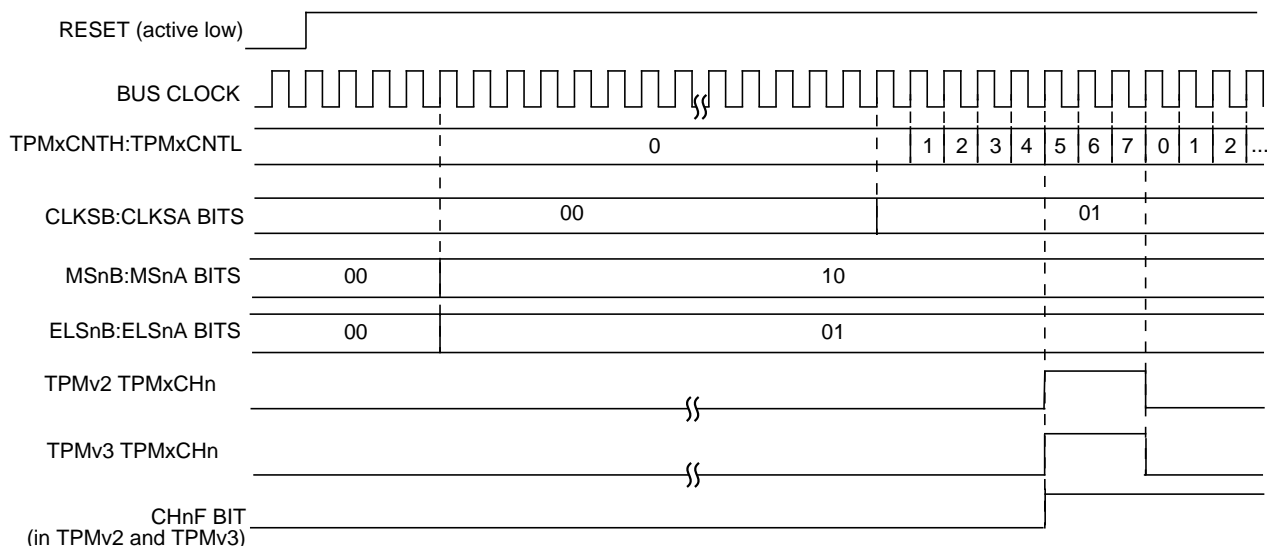 RESET (active low)
BUS CLOCK
TPMxCNTH:TPMxCNTL 0 1 2 3 4 5 6 7 0 1 2 ...
CLKSB:CLKSA BITS 00 01
MSnB:MSnA BITS 00 10
ELSnB:ELSnA BITS 00 01
TPMv2 TPMxCHn
TPMv3 TPMxCHn
CHnF BIT
(in TPMv2 and TPMv3)